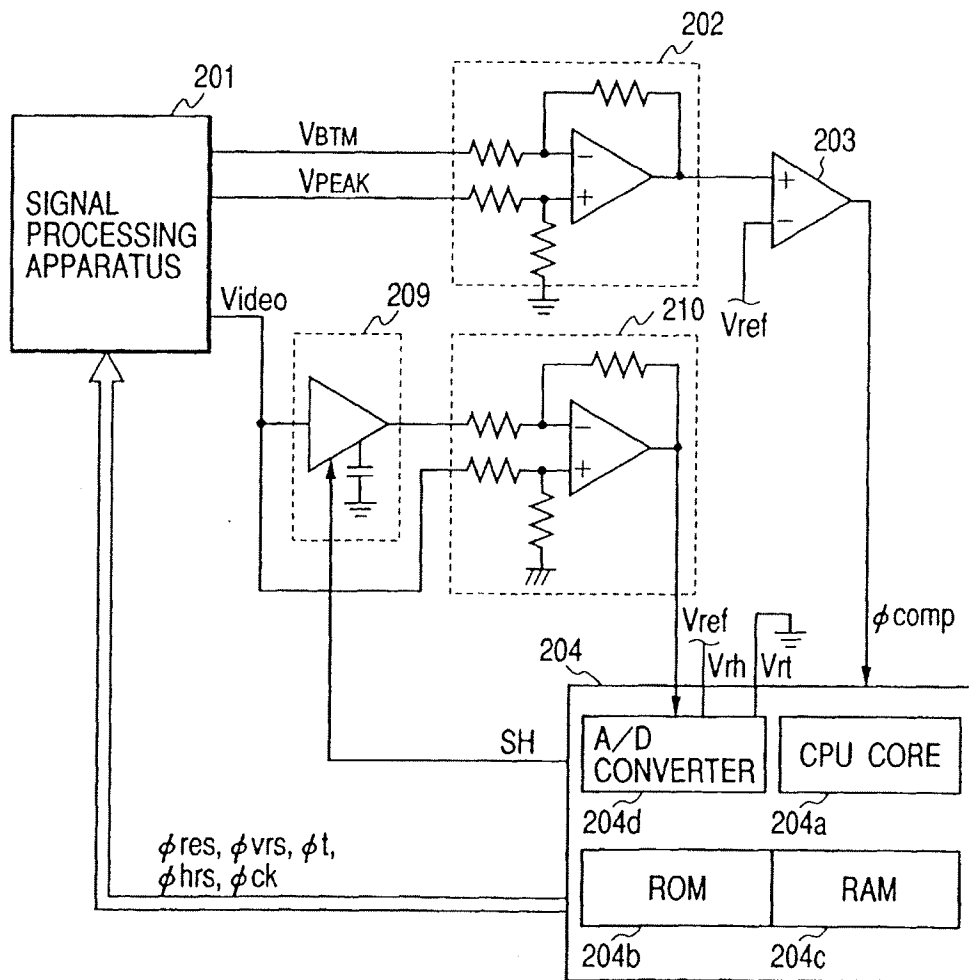 202
201
VBTM
203
VPEAK
+
-
+
-
SIGNAL
PROCESSING
APPARATUS
Video
209
210
Vref
-
+
Vref
φcomp
204
Vrh
Vrt
SH
A/D
CONVERTER
CPU CORE
204d
204a
φres, φvrs, φt,
φhrs, φck
ROM
RAM
204b
204c